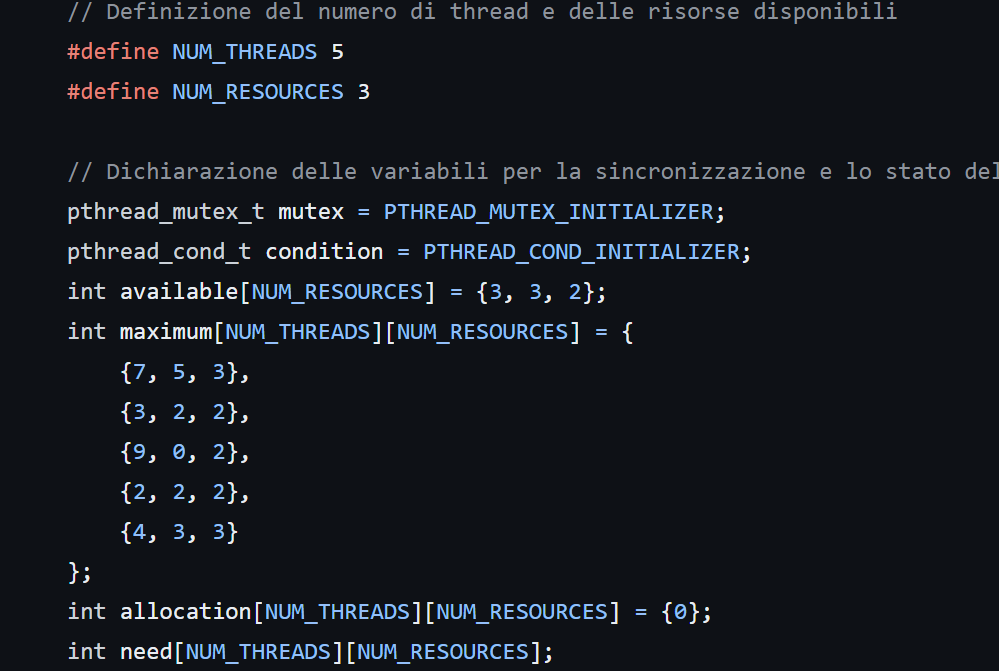 // Definizione del numero di thread e delle risorse disponibili
#define NUM_THREADS 5
#define NUM_RESOURCES 3
// Dichiarazione delle variabili per la sincronizzazione e lo stato del
pthread_mutex_t mutex = PTHREAD_MUTEX_INITIALIZER;
pthread_cond_t condition = PTHREAD_COND_INITIALIZER;
int available[NUM_RESOURCES] = {3, 3, 2};
int maximum[NUM_THREADS][NUM_RESOURCES] = {
{7, 5, 3},
{3, 2, 2},
{9, 0, 2},
{2, 2, 2},
{4, 3, 3}
};
int allocation[NUM_THREADS][NUM_RESOURCES] = {0};
int need[NUM_THREADS][NUM_RESOURCES];